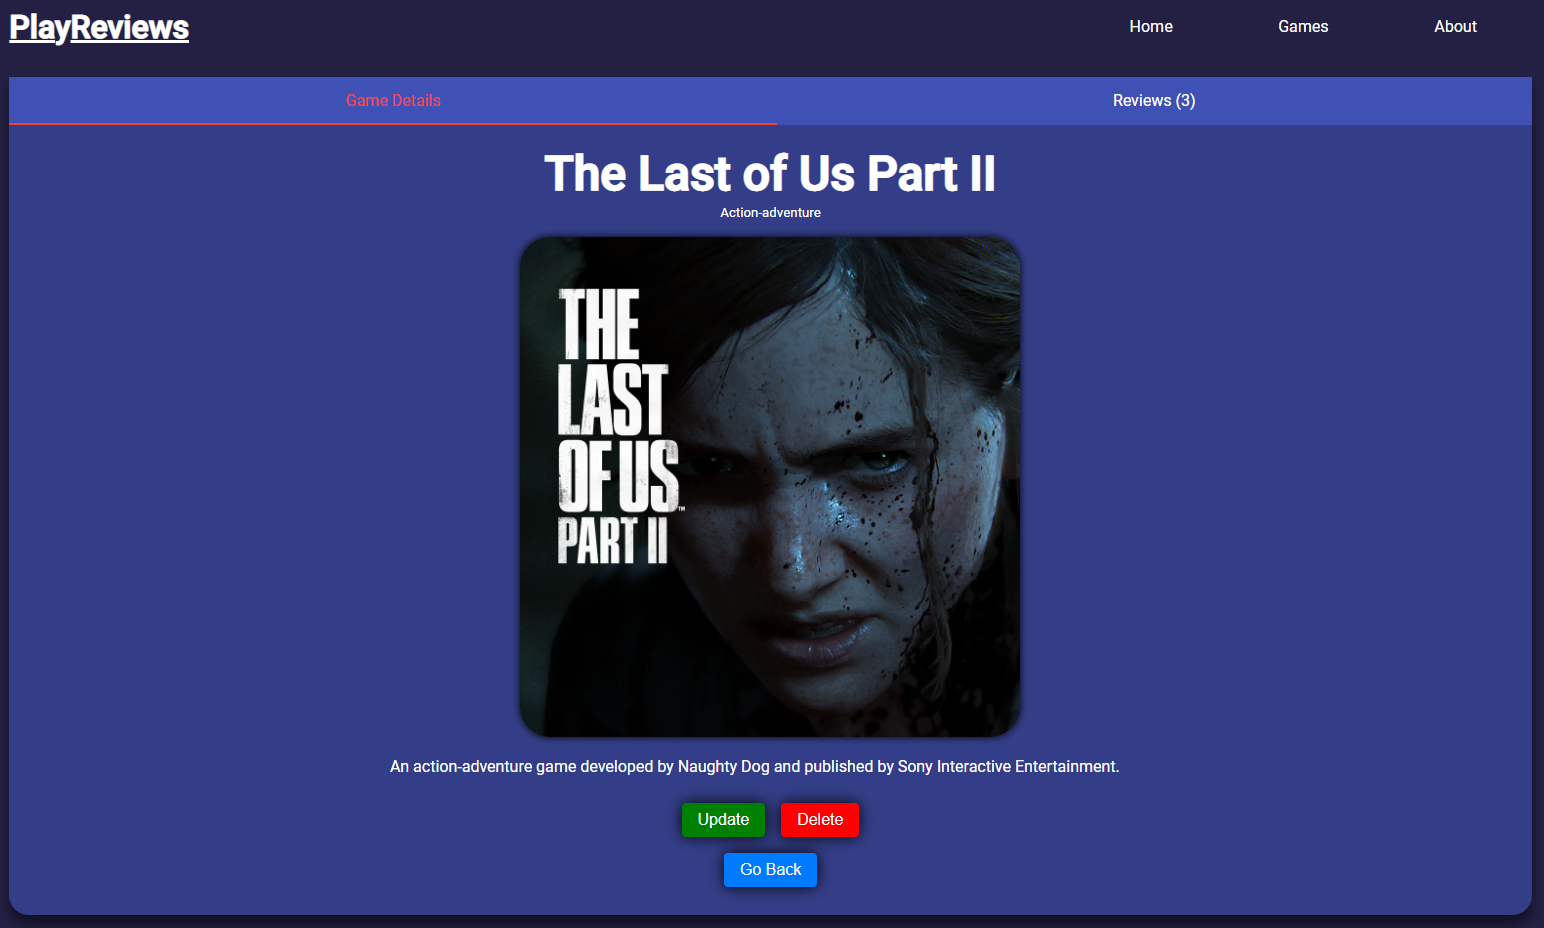 PlayReviews
Home Games About
Game Details Reviews (3)
The Last of Us Part II
Action-adventure
THE
LAST
OF US™
PART II
An action-adventure game developed by Naughty Dog and published by Sony Interactive Entertainment.
Update Delete
Go Back